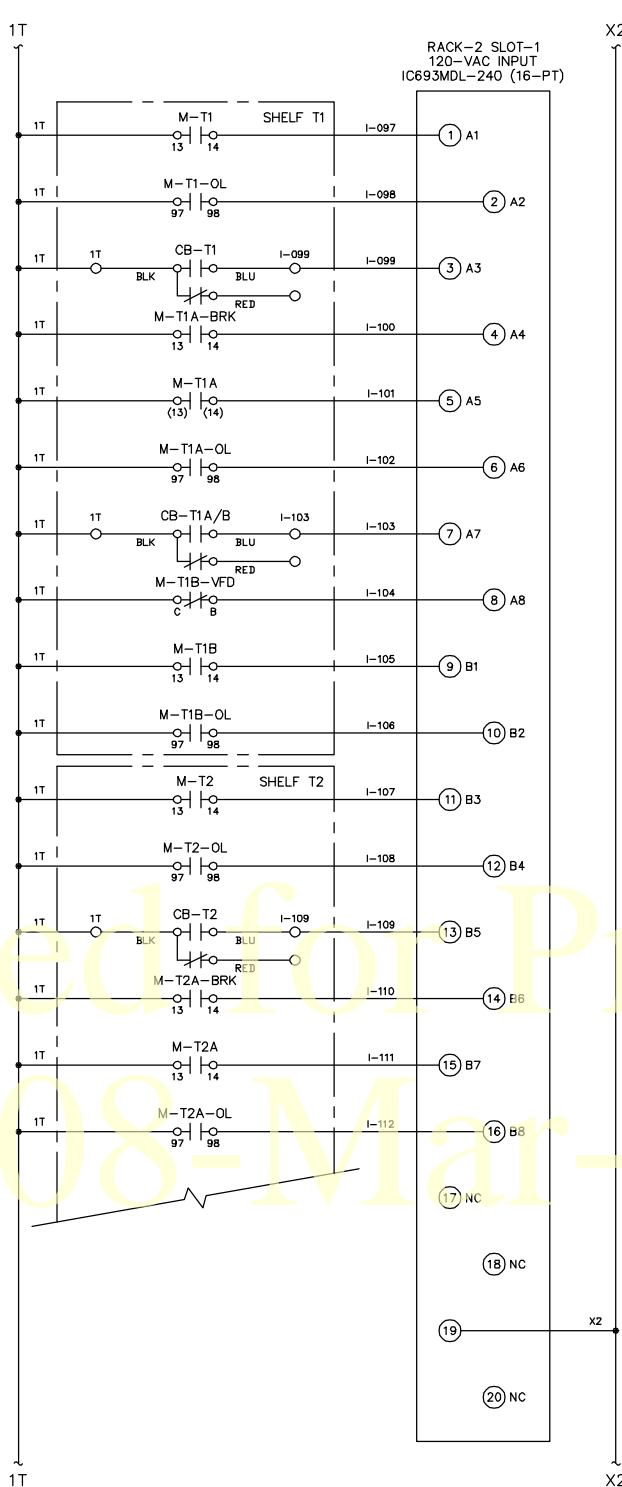 1T
X2
RACK-2 SLOT-1
120-VAC INPUT
IC693MDL-240 (16-PT)
SHELF T1
1T M-T1 13 14 I-097 1 A1
1T M-T1-OL 97 98 I-098 2 A2
1T 1T BLK CB-T1 BLU I-099 I-099 3 A3
RED
1T M-T1A-BRK 13 14 I-100 4 A4
1T M-T1A (13) (14) I-101 5 A5
1T M-T1A-OL 97 98 I-102 6 A6
1T 1T BLK CB-T1A/B BLU I-103 I-103 7 A7
RED
1T M-T1B-VFD C B I-104 8 A8
1T M-T1B 13 14 I-105 9 B1
1T M-T1B-OL 97 98 I-106 10 B2
SHELF T2
1T M-T2 13 14 I-107 11 B3
1T M-T2-OL 97 98 I-108 12 B4
1T 1T BLK CB-T2 BLU I-109 I-109 13 B5
RED
1T M-T2A-BRK 13 14 I-110 14 B6
1T M-T2A 13 14 I-111 15 B7
1T M-T2A-OL 97 98 I-112 16 B8
17 NC
18 NC
19 X2
20 NC
1T
X2
ed for Pr
08-Mar-